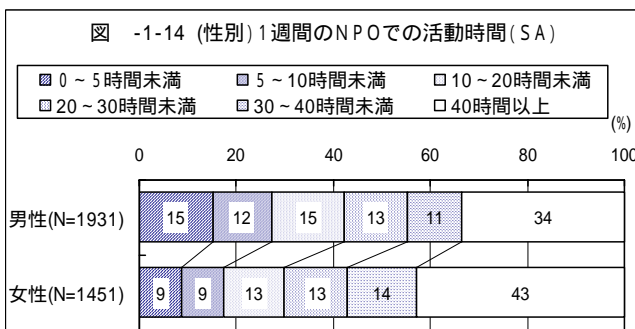 図 -1-14 (性別)1週間のNPOでの活動時間(SA)
0～5時間未満 5～10時間未満 10～20時間未満
20～30時間未満 30～40時間未満 40時間以上
(%)
0 20 40 60 80 100
男性(N=1931) 15 12 15 13 11 34
女性(N=1451) 9 9 13 13 14 43